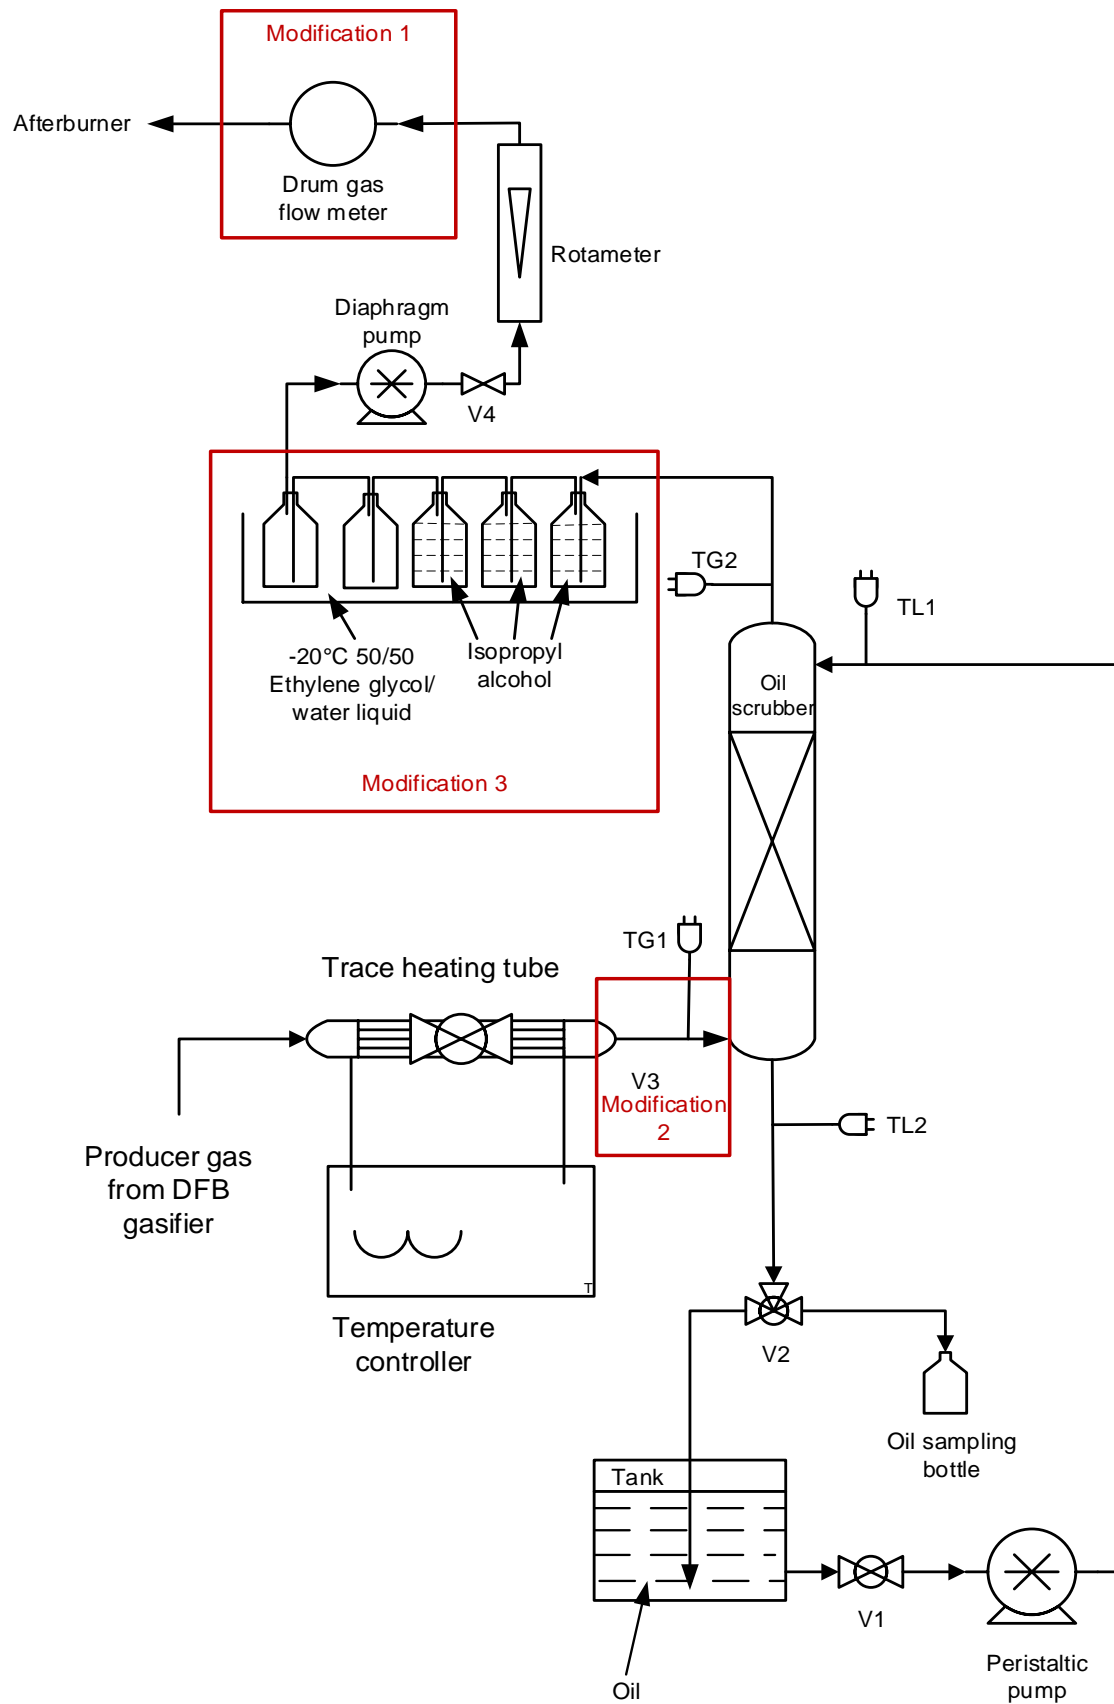 Modification 1
Afterburner
Drum gas
flow meter
Rotameter
Diaphragm
pump
V4
TG2
TL1
-20°C 50/50
Ethylene glycol/
water liquid
Isopropyl
alcohol
Oil
scrubber
Modification 3
TG1
Trace heating tube
V3
Modification
2
TL2
Producer gas
from DFB
gasifier
T
Temperature
controller
V2
Oil sampling
bottle
Tank
V1
Peristaltic
pump
Oil